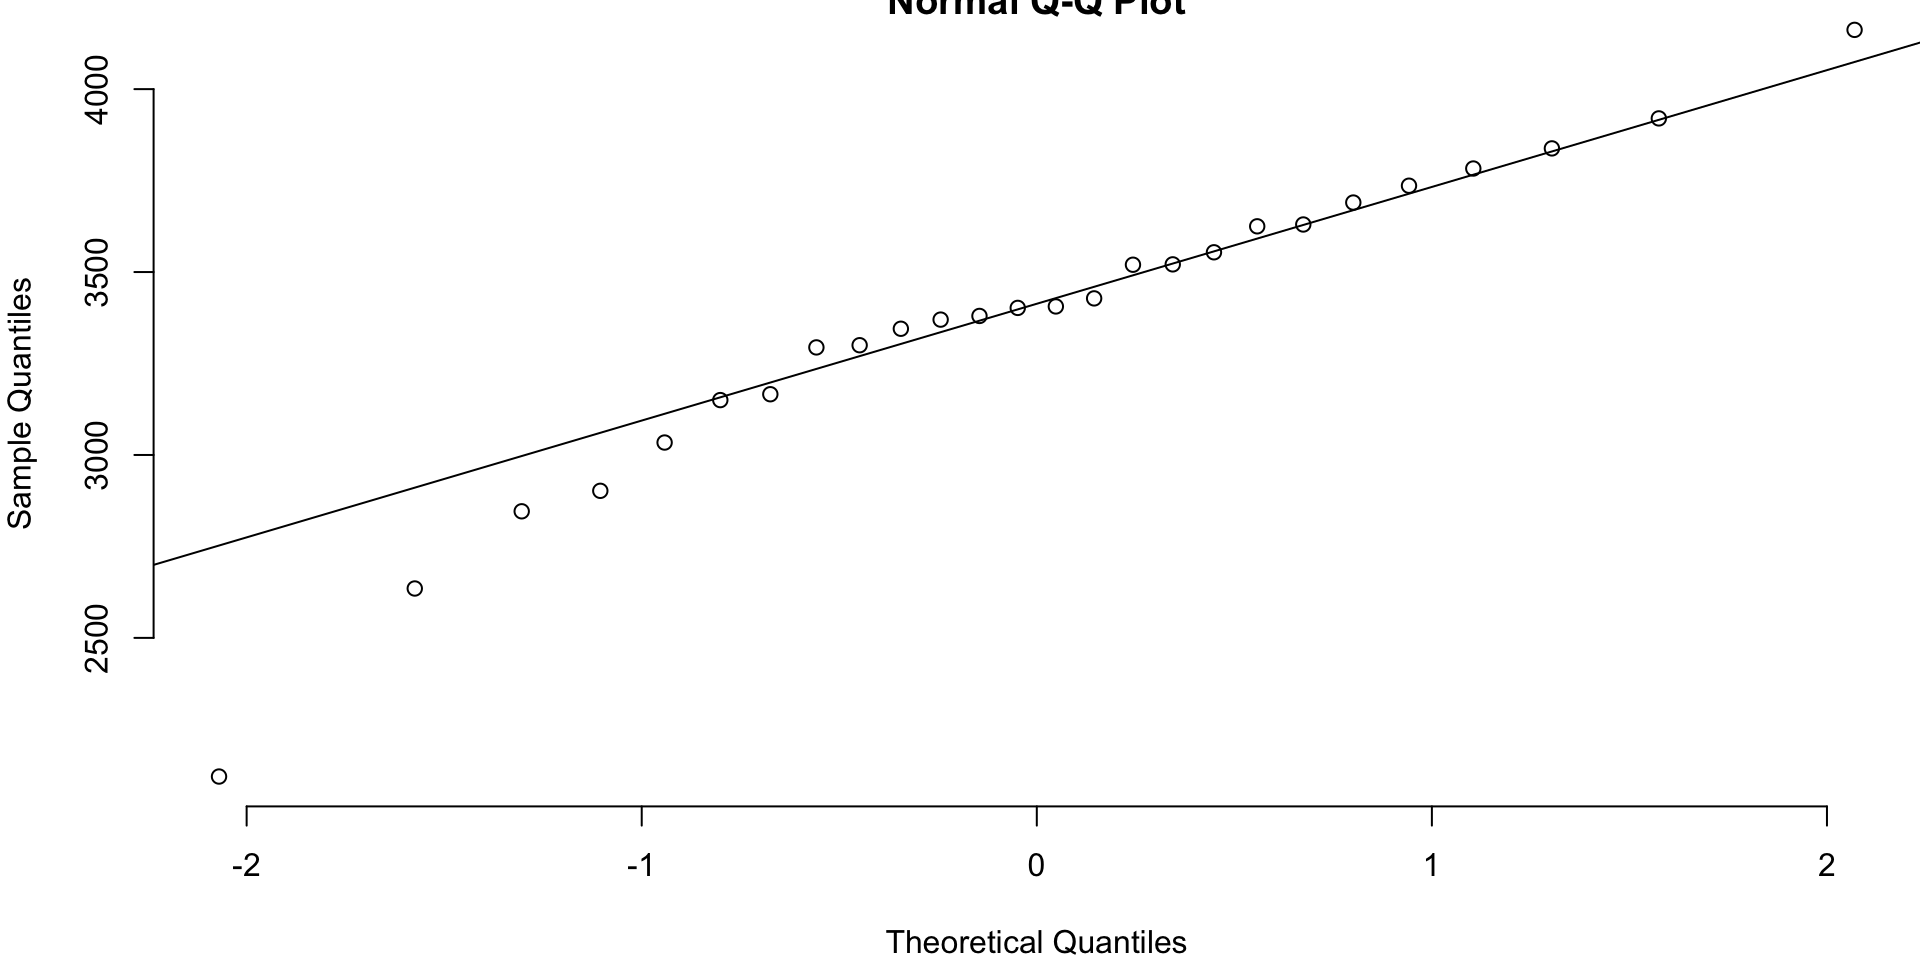 Normal Q-Q Plot
4000
3500
3000
2500
Sample Quantiles
-2 -1 0 1 2
Theoretical Quantiles